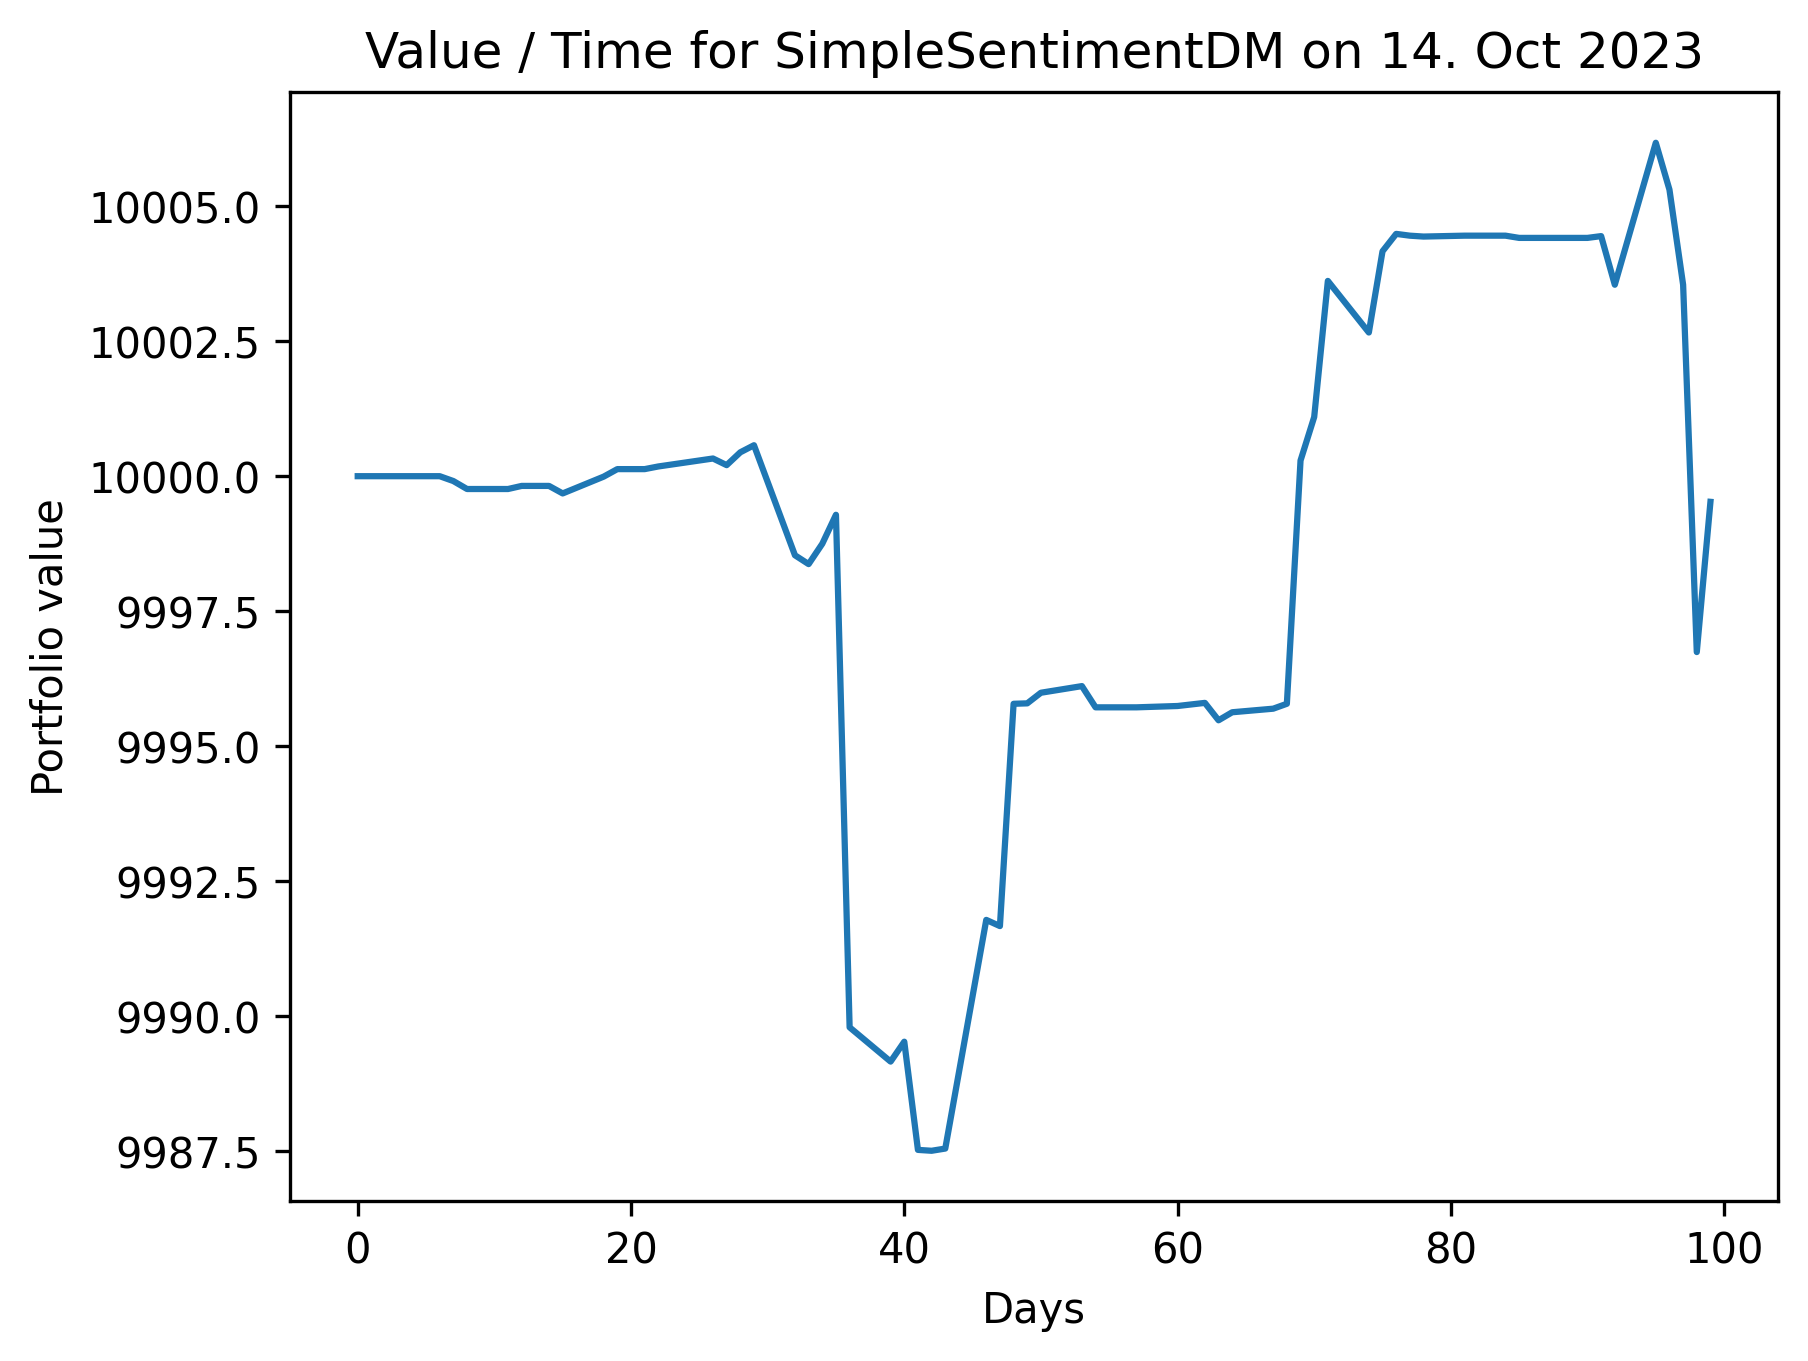 Value / Time for SimpleSentimentDM on 14. Oct 2023
Portfolio value
10005.0
10002.5
10000.0
9997.5
9995.0
9992.5
9990.0
9987.5
0 20 40 60 80 100
Days